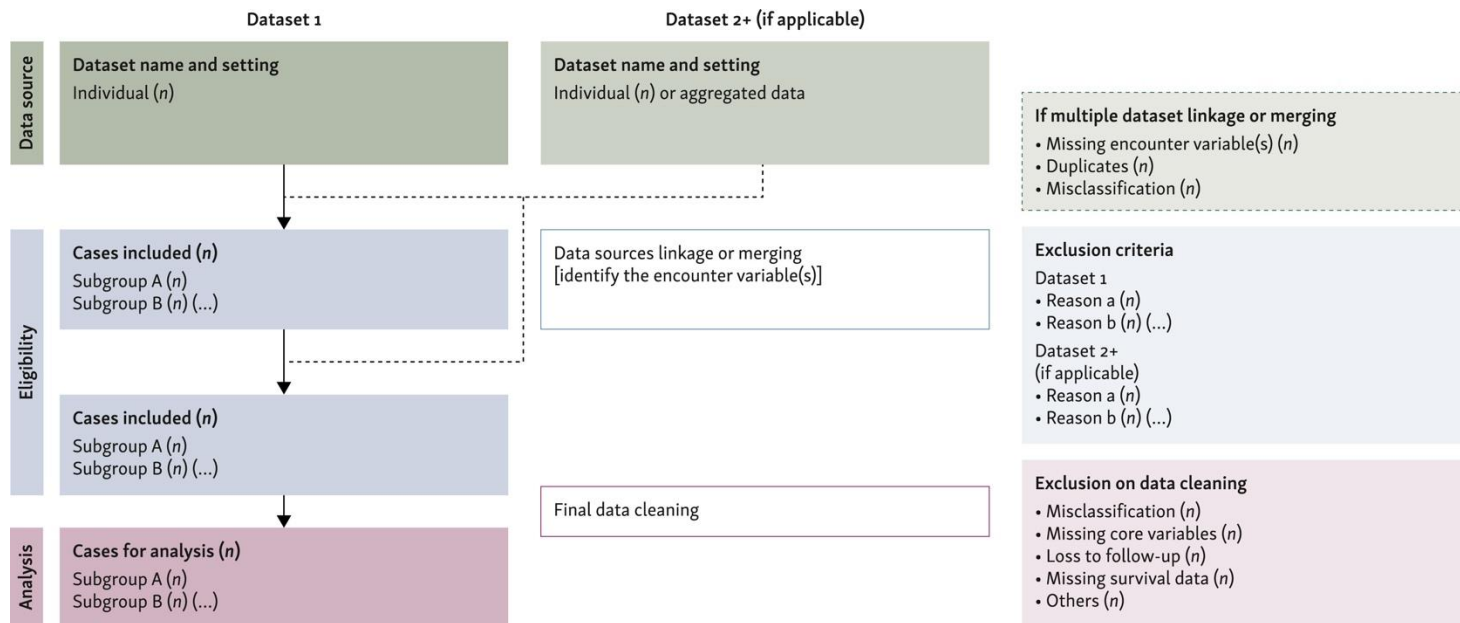 Dataset 1
Dataset 2+ (if applicable)
Data source
Dataset name and setting
Individual (n)
Dataset name and setting
Individual (n) or aggregated data
If multiple dataset linkage or merging
• Missing encounter variable(s) (n)
• Duplicates (n)
• Misclassification (n)
Eligibility
Cases included (n)
Subgroup A (n)
Subgroup B (n) (...)
Data sources linkage or merging
[identify the encounter variable(s)]
Exclusion criteria
Dataset 1
• Reason a (n)
• Reason b (n) (...)
Dataset 2+
(if applicable)
• Reason a (n)
• Reason b (n) (...)
Cases included (n)
Subgroup A (n)
Subgroup B (n) (...)
Final data cleaning
Exclusion on data cleaning
• Misclassification (n)
• Missing core variables (n)
• Loss to follow-up (n)
• Missing survival data (n)
• Others (n)
Analysis
Cases for analysis (n)
Subgroup A (n)
Subgroup B (n) (...)